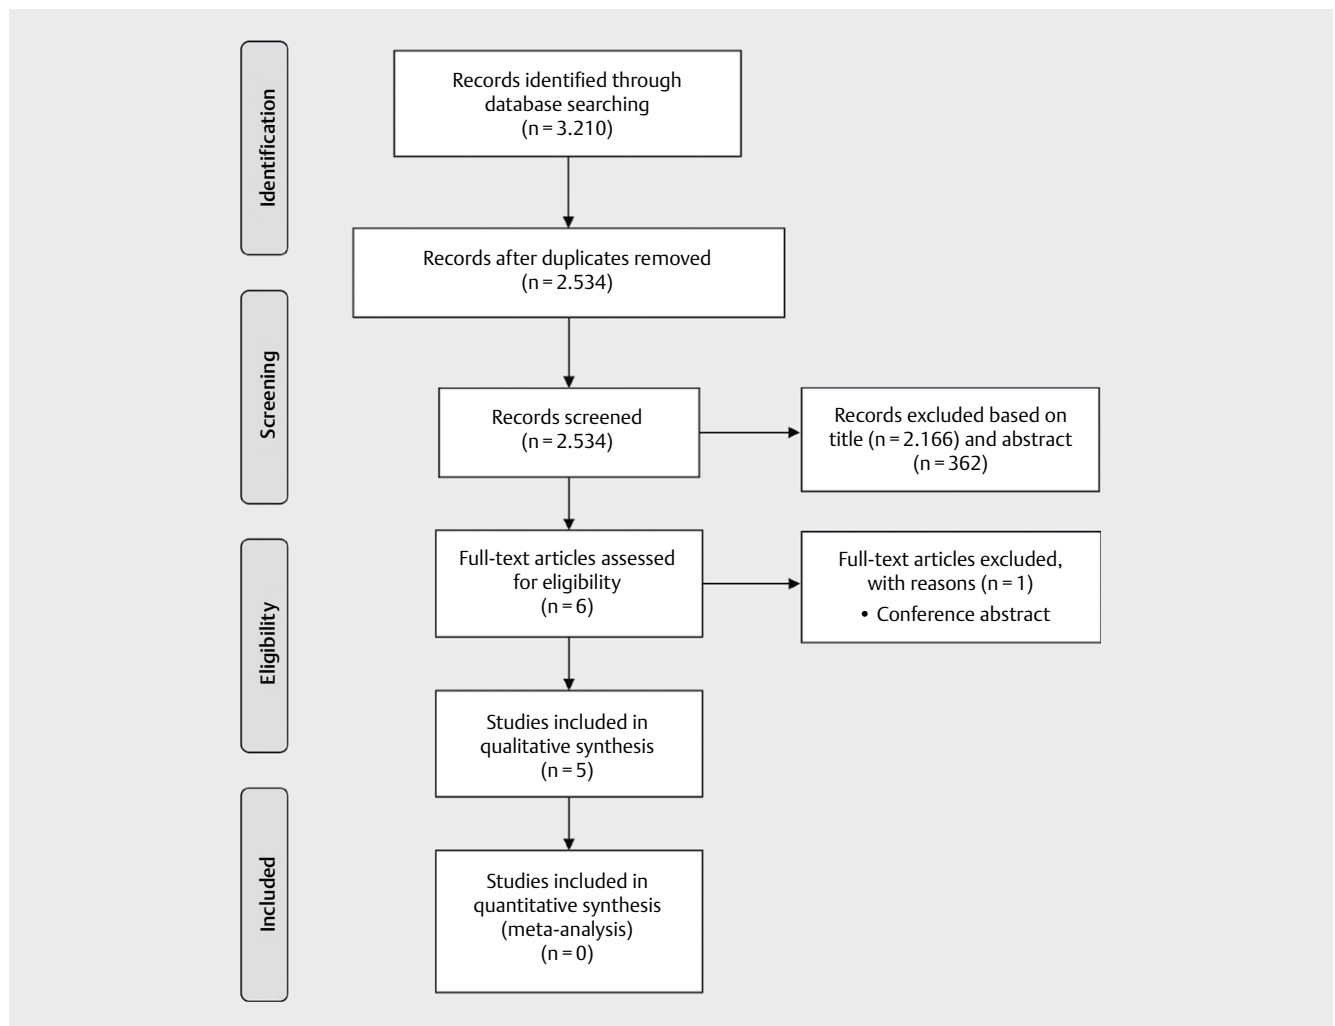 Identification
Records identified through
database searching
(n = 3.210)
Records after duplicates removed
(n = 2.534)
Screening
Records screened
(n = 2.534)
Records excluded based on
title (n = 2.166) and abstract
(n = 362)
Eligibility
Full-text articles assessed
for eligibility
(n = 6)
Full-text articles excluded,
with reasons (n = 1)
• Conference abstract
Studies included in
qualitative synthesis
(n = 5)
Included
Studies included in
quantitative synthesis
(meta-analysis)
(n = 0)